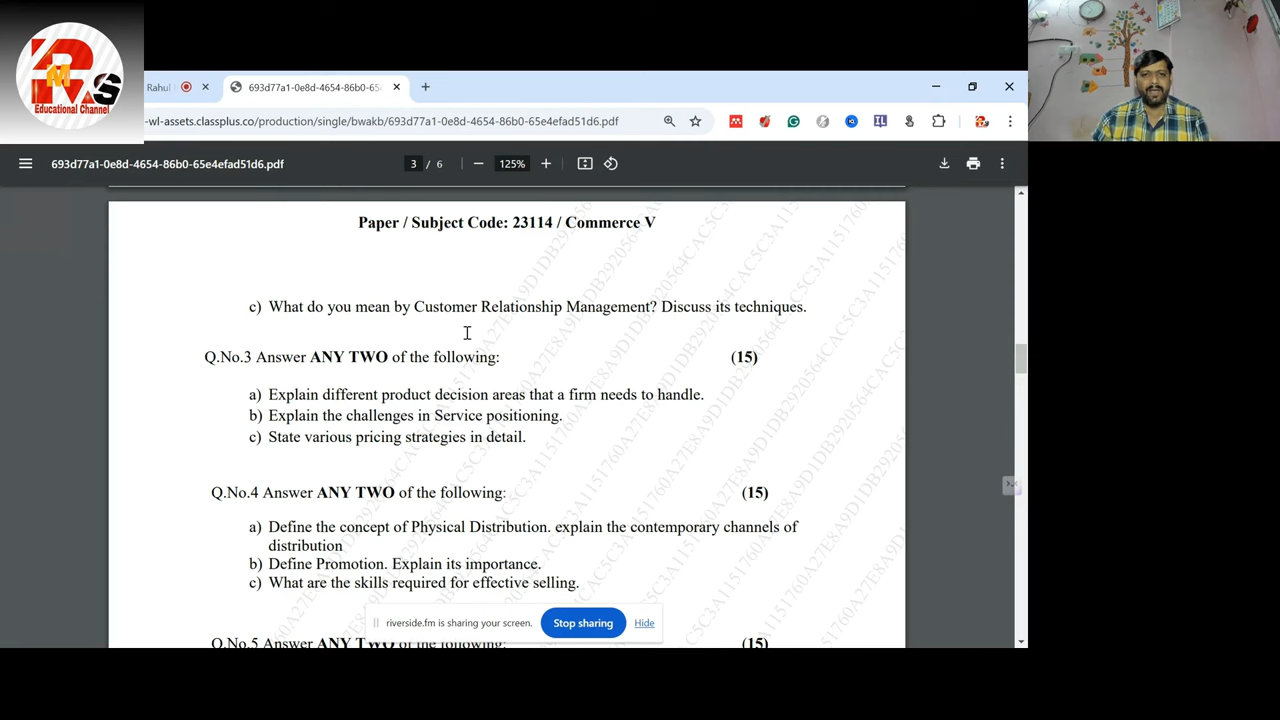 RMS
Educational Channel
Rahul
693d77a1-0e8d-4654-86b0-65e
-wl-assets.classplus.co/production/single/bwakb/693d77a1-0e8d-4654-86b0-65e4efad51d6.pdf
693d77a1-0e8d-4654-86b0-65e4efad51d6.pdf
3 / 6
125%
Paper / Subject Code: 23114 / Commerce V
c) What do you mean by Customer Relationship Management? Discuss its techniques.
Q.No.3 Answer ANY TWO of the following: (15)
a) Explain different product decision areas that a firm needs to handle.
b) Explain the challenges in Service positioning.
c) State various pricing strategies in detail.
Q.No.4 Answer ANY TWO of the following: (15)
a) Define the concept of Physical Distribution. explain the contemporary channels of
distribution
b) Define Promotion. Explain its importance.
c) What are the skills required for effective selling.
riverside.fm is sharing your screen.
Stop sharing
Hide
Q.No.5 Answer ANY TWO of the following: (15)